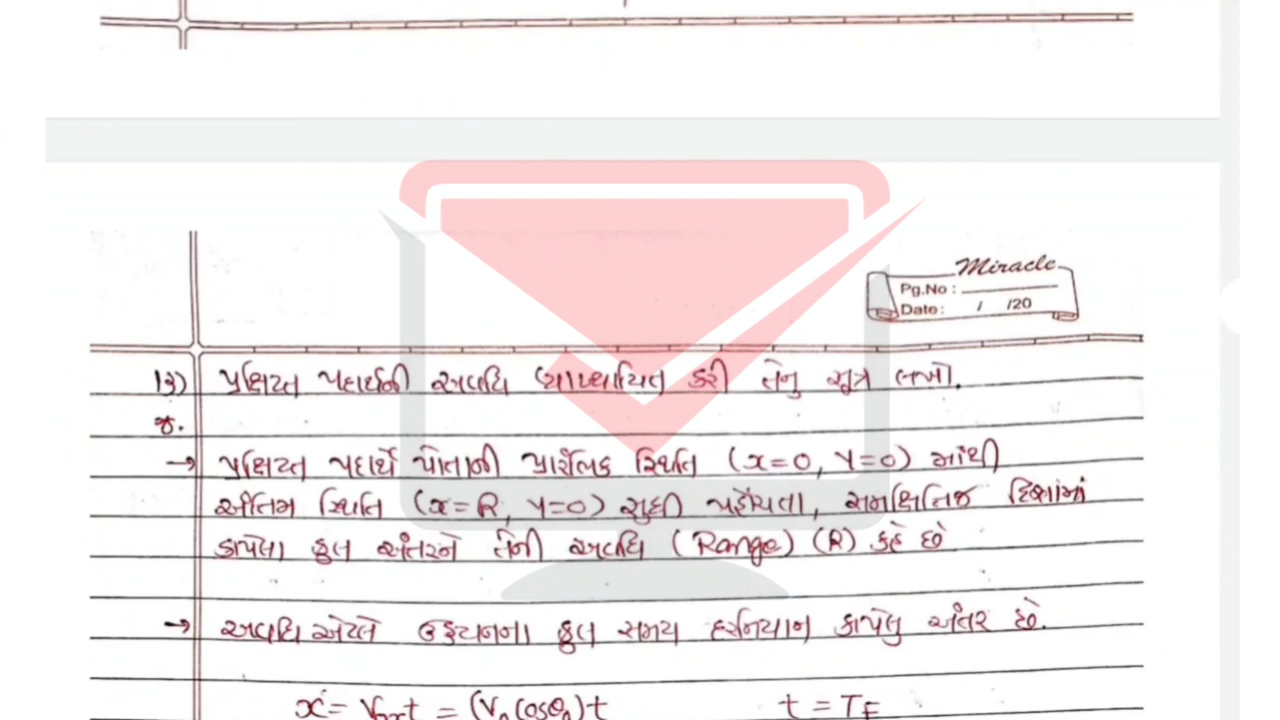 Miracle
Pg.No :
Date: / /20
13) પ્રક્ષિપ્ત પદાર્થની અવધિ વ્યાખ્યાયિત કરી તેનુ સૂત્ર લખો.
જ.
→ પ્રક્ષિપ્ત પદાર્થે પોતાની પ્રારંભિક સ્થિતિ (x=0, Y=0) માંથી
અંતિમ સ્થિતિ (x=R, Y=0) સુધી પહોંચતા, સમક્ષિતિજ દિશામાં
કાપેલા કુલ અંતરને તેની અવધિ (Range) (R) કહે છે
→ અવધિ એટલે ઉડ્ડયનના કુલ સમય દરમિયાન કાપેલુ અંતર છે.
x = V₀ₓt = (V₀ cosθ₀)t t = T_F